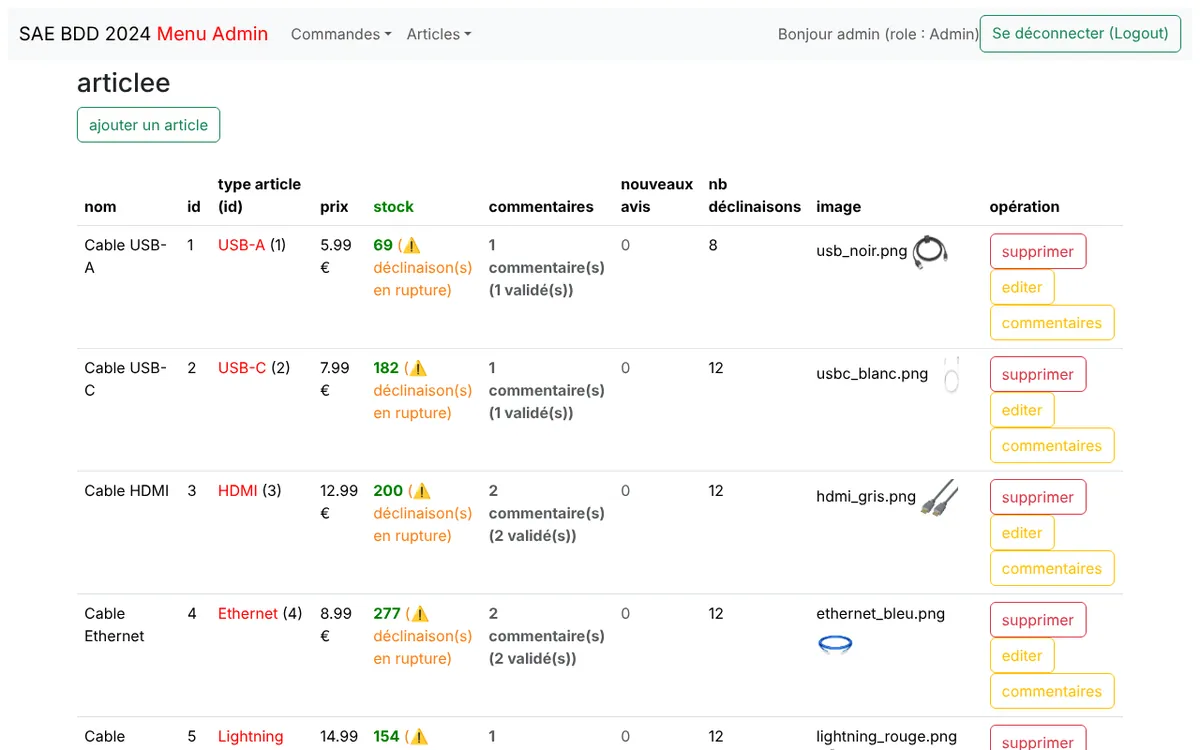 SAE BDD 2024 Menu Admin Commandes Articles Bonjour admin (role : Admin) Se déconnecter (Logout)
articlee
ajouter un article
nom id type article (id) prix stock commentaires nouveaux avis nb déclinaisons image opération
Cable USB-A 1 USB-A (1) 5.99 € 69 (⚠️ déclinaison(s) en rupture) 1 commentaire(s) (1 validé(s)) 0 8 usb_noir.png supprimer editer commentaires
Cable USB-C 2 USB-C (2) 7.99 € 182 (⚠️ déclinaison(s) en rupture) 1 commentaire(s) (1 validé(s)) 0 12 usbc_blanc.png supprimer editer commentaires
Cable HDMI 3 HDMI (3) 12.99 € 200 (⚠️ déclinaison(s) en rupture) 2 commentaire(s) (2 validé(s)) 0 12 hdmi_gris.png supprimer editer commentaires
Cable Ethernet 4 Ethernet (4) 8.99 € 277 (⚠️ déclinaison(s) en rupture) 2 commentaire(s) (2 validé(s)) 0 12 ethernet_bleu.png supprimer editer commentaires
Cable 5 Lightning 14.99 154 (⚠️ 1 0 12 lightning_rouge.png supprimer